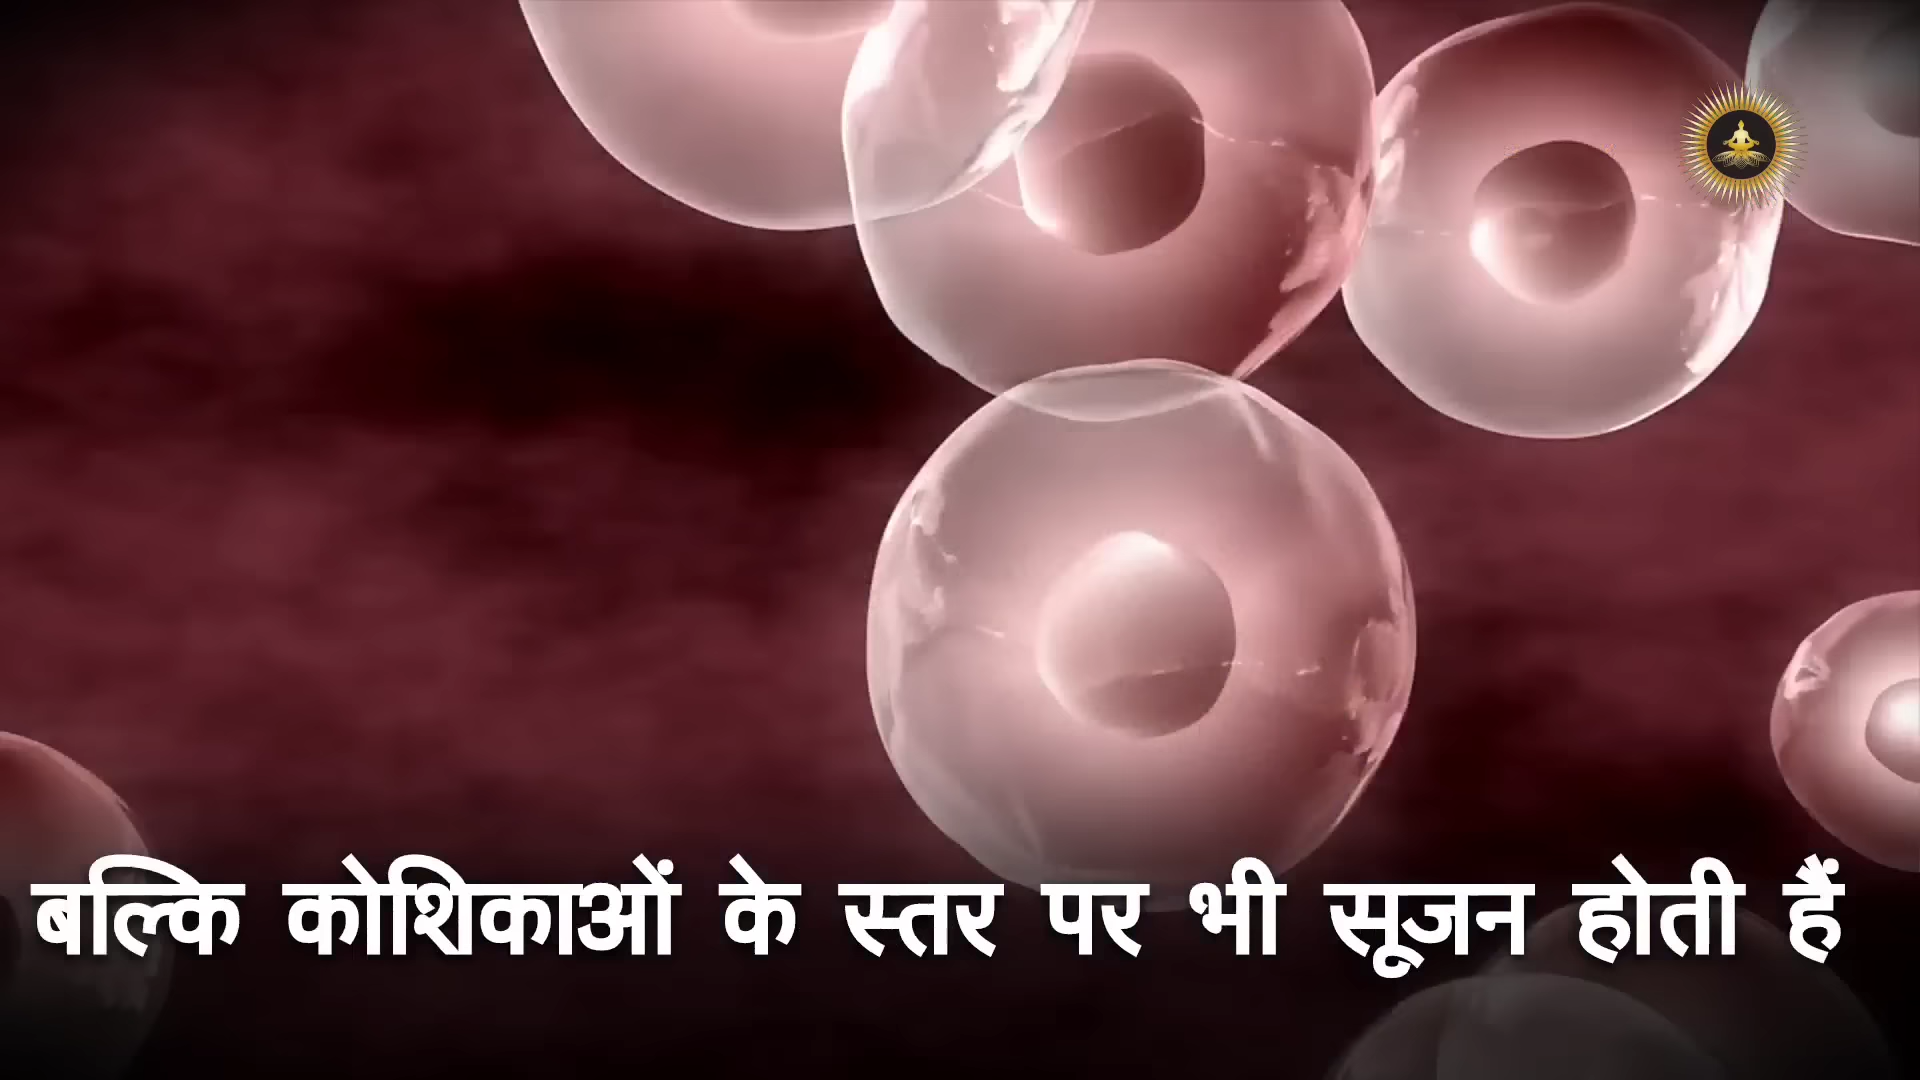 बल्कि कोशिकाओं के स्तर पर भी सूजन होती हैं